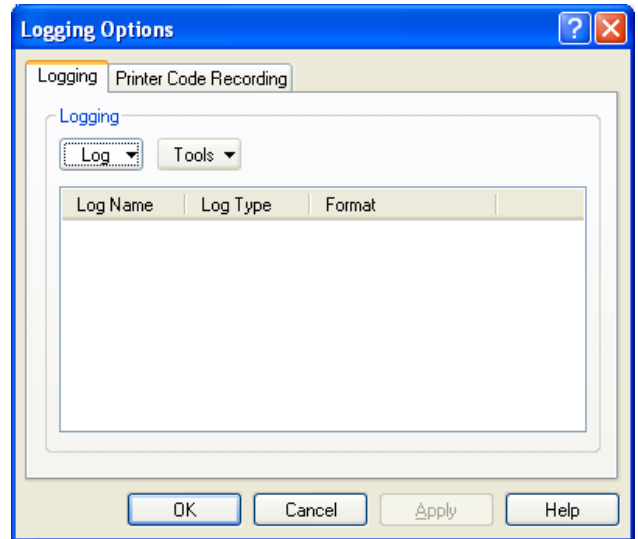 Logging Options
Logging Printer Code Recording
Logging
Log Tools
Log Name Log Type Format
OK Cancel Apply Help